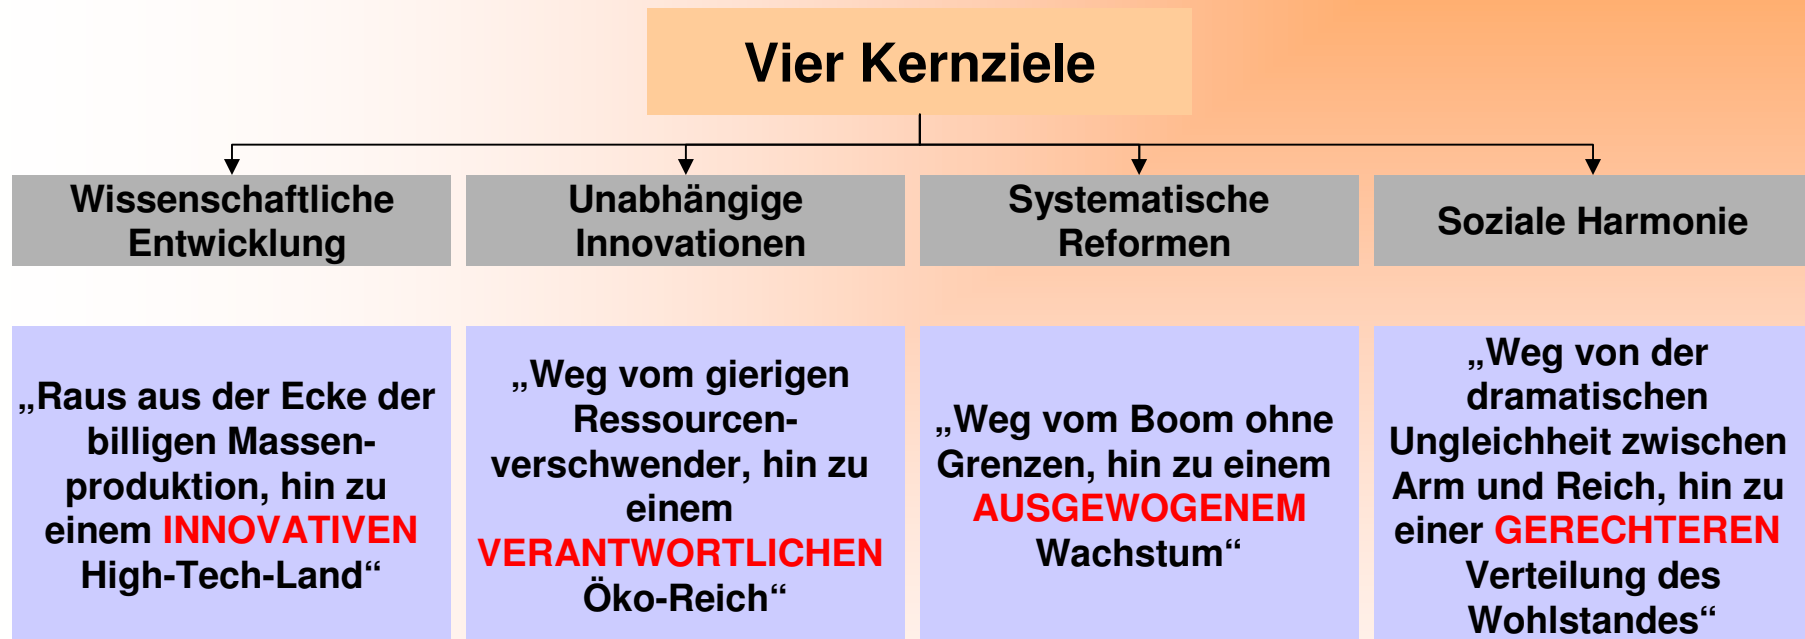 Vier Kernziele
Wissenschaftliche
Entwicklung
Unabhängige
Innovationen
Systematische
Reformen
Soziale Harmonie
„Raus aus der Ecke der
billigen Massen-
produktion, hin zu
einem INNOVATIVEN
High-Tech-Land“
„Weg vom gierigen
Ressourcen-
verschwender, hin zu
einem
VERANTWORTLICHEN
Öko-Reich“
„Weg vom Boom ohne
Grenzen, hin zu einem
AUSGEWOGENEM
Wachstum“
„Weg von der
dramatischen
Ungleichheit zwischen
Arm und Reich, hin zu
einer GERECHTEREN
Verteilung des
Wohlstandes“